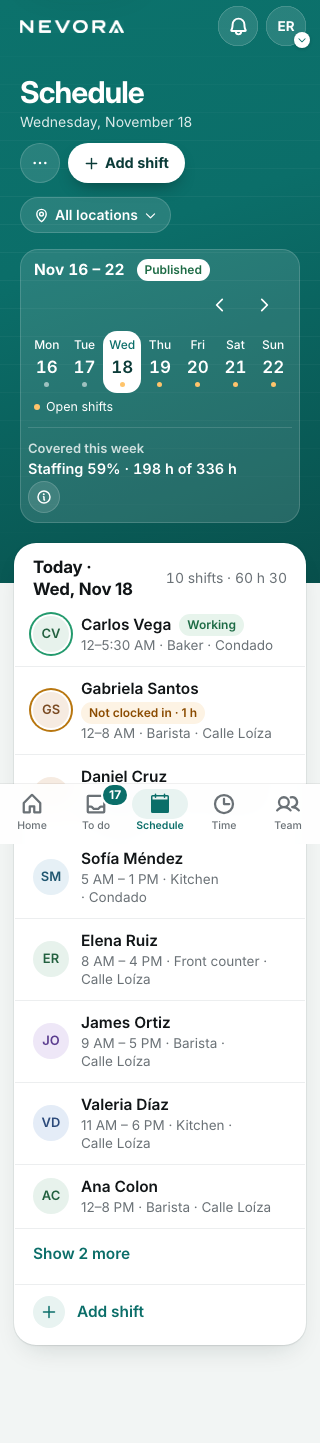 NEVORA
ER
Schedule
Wednesday, November 18
+ Add shift
All locations
Nov 16 – 22 Published
Mon Tue Wed Thu Fri Sat Sun
16 17 18 19 20 21 22
Open shifts
Covered this week
Staffing 59% · 198 h of 336 h
Today ·
Wed, Nov 18
10 shifts · 60 h 30
CV
Carlos Vega Working
12–5:30 AM · Baker · Condado
GS
Gabriela Santos
Not clocked in · 1 h
12–8 AM · Barista · Calle Loíza
Daniel Cruz
17
Home To do Schedule Time Team
SM
Sofía Méndez
5 AM – 1 PM · Kitchen
· Condado
ER
Elena Ruiz
8 AM – 4 PM · Front counter ·
Calle Loíza
JO
James Ortiz
9 AM – 5 PM · Barista ·
Calle Loíza
VD
Valeria Díaz
11 AM – 6 PM · Kitchen ·
Calle Loíza
AC
Ana Colon
12–8 PM · Barista · Calle Loíza
Show 2 more
+ Add shift